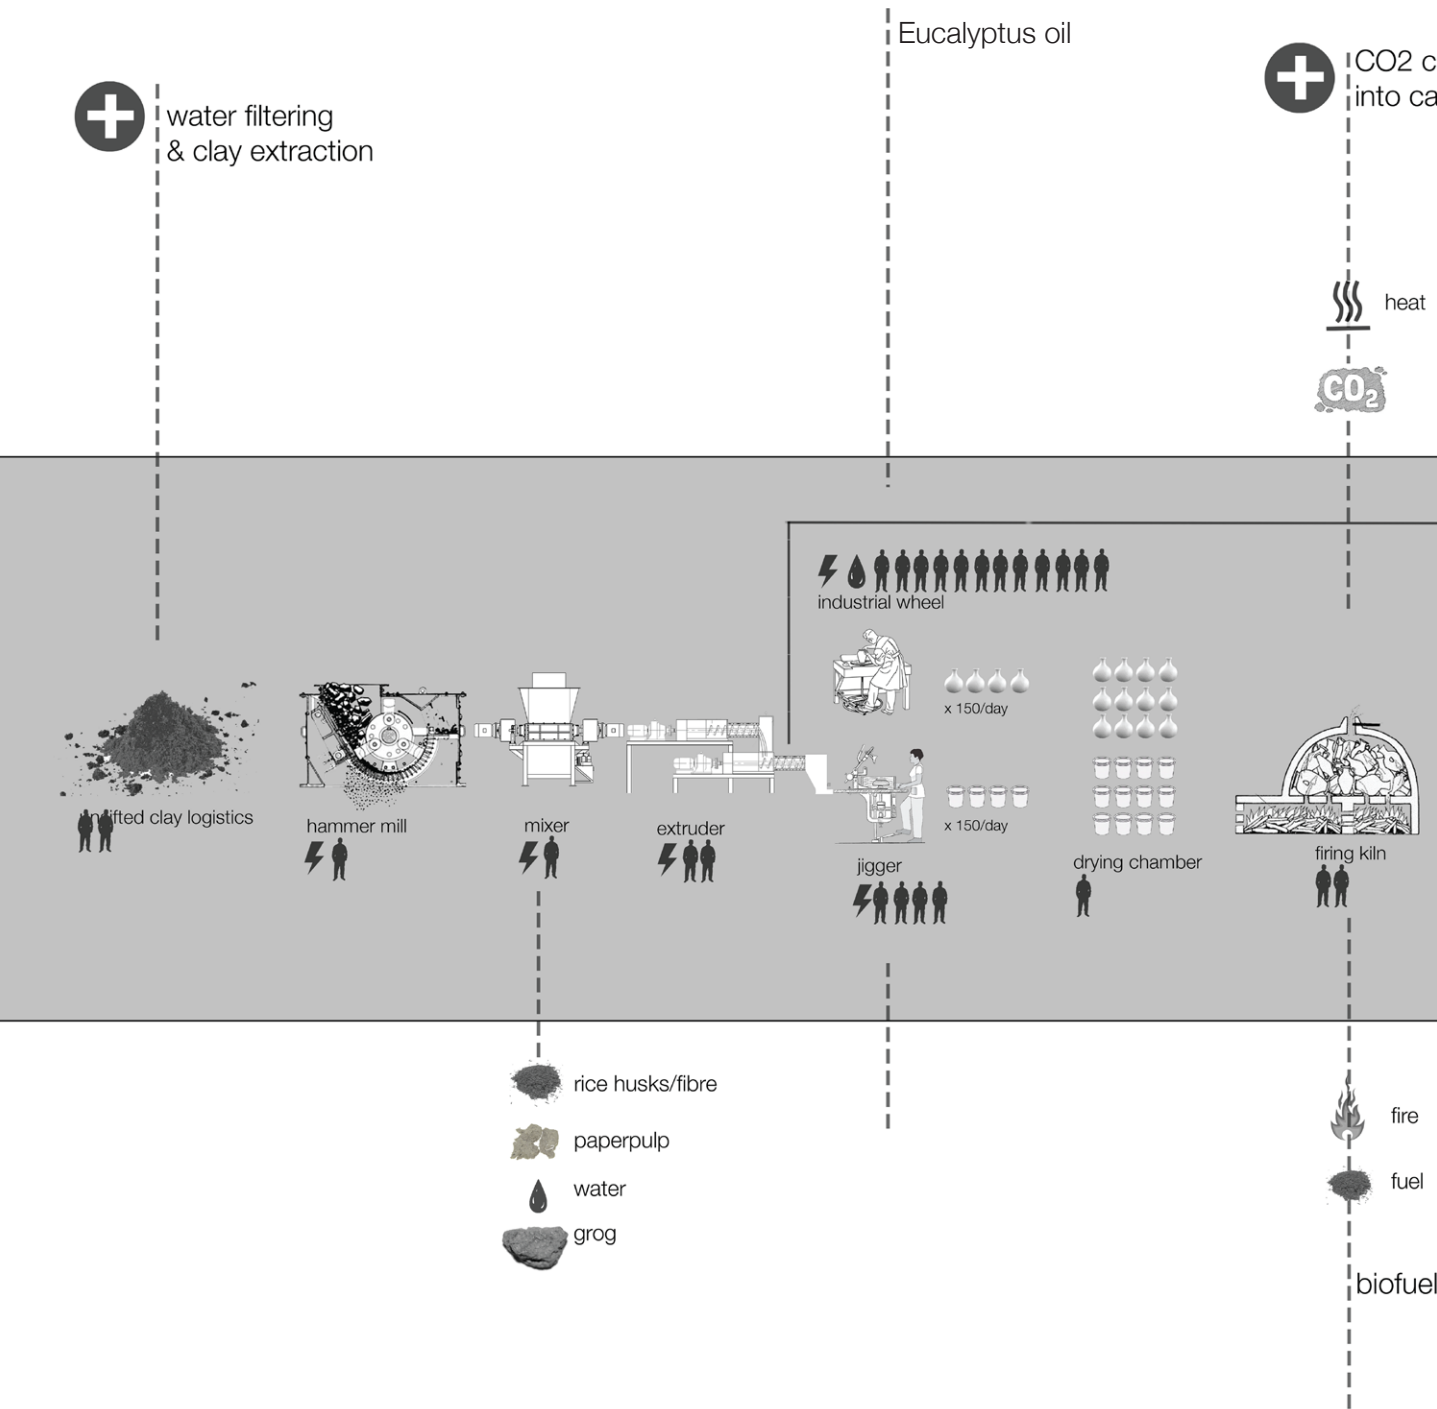 Eucalyptus oil
CO2 c
into ca
water filtering
& clay extraction
heat
CO2
industrial wheel
x 150/day
x 150/day
unsifted clay logistics
hammer mill
mixer
extruder
jigger
drying chamber
firing kiln
rice husks/fibre
paperpulp
water
grog
fire
fuel
biofuel